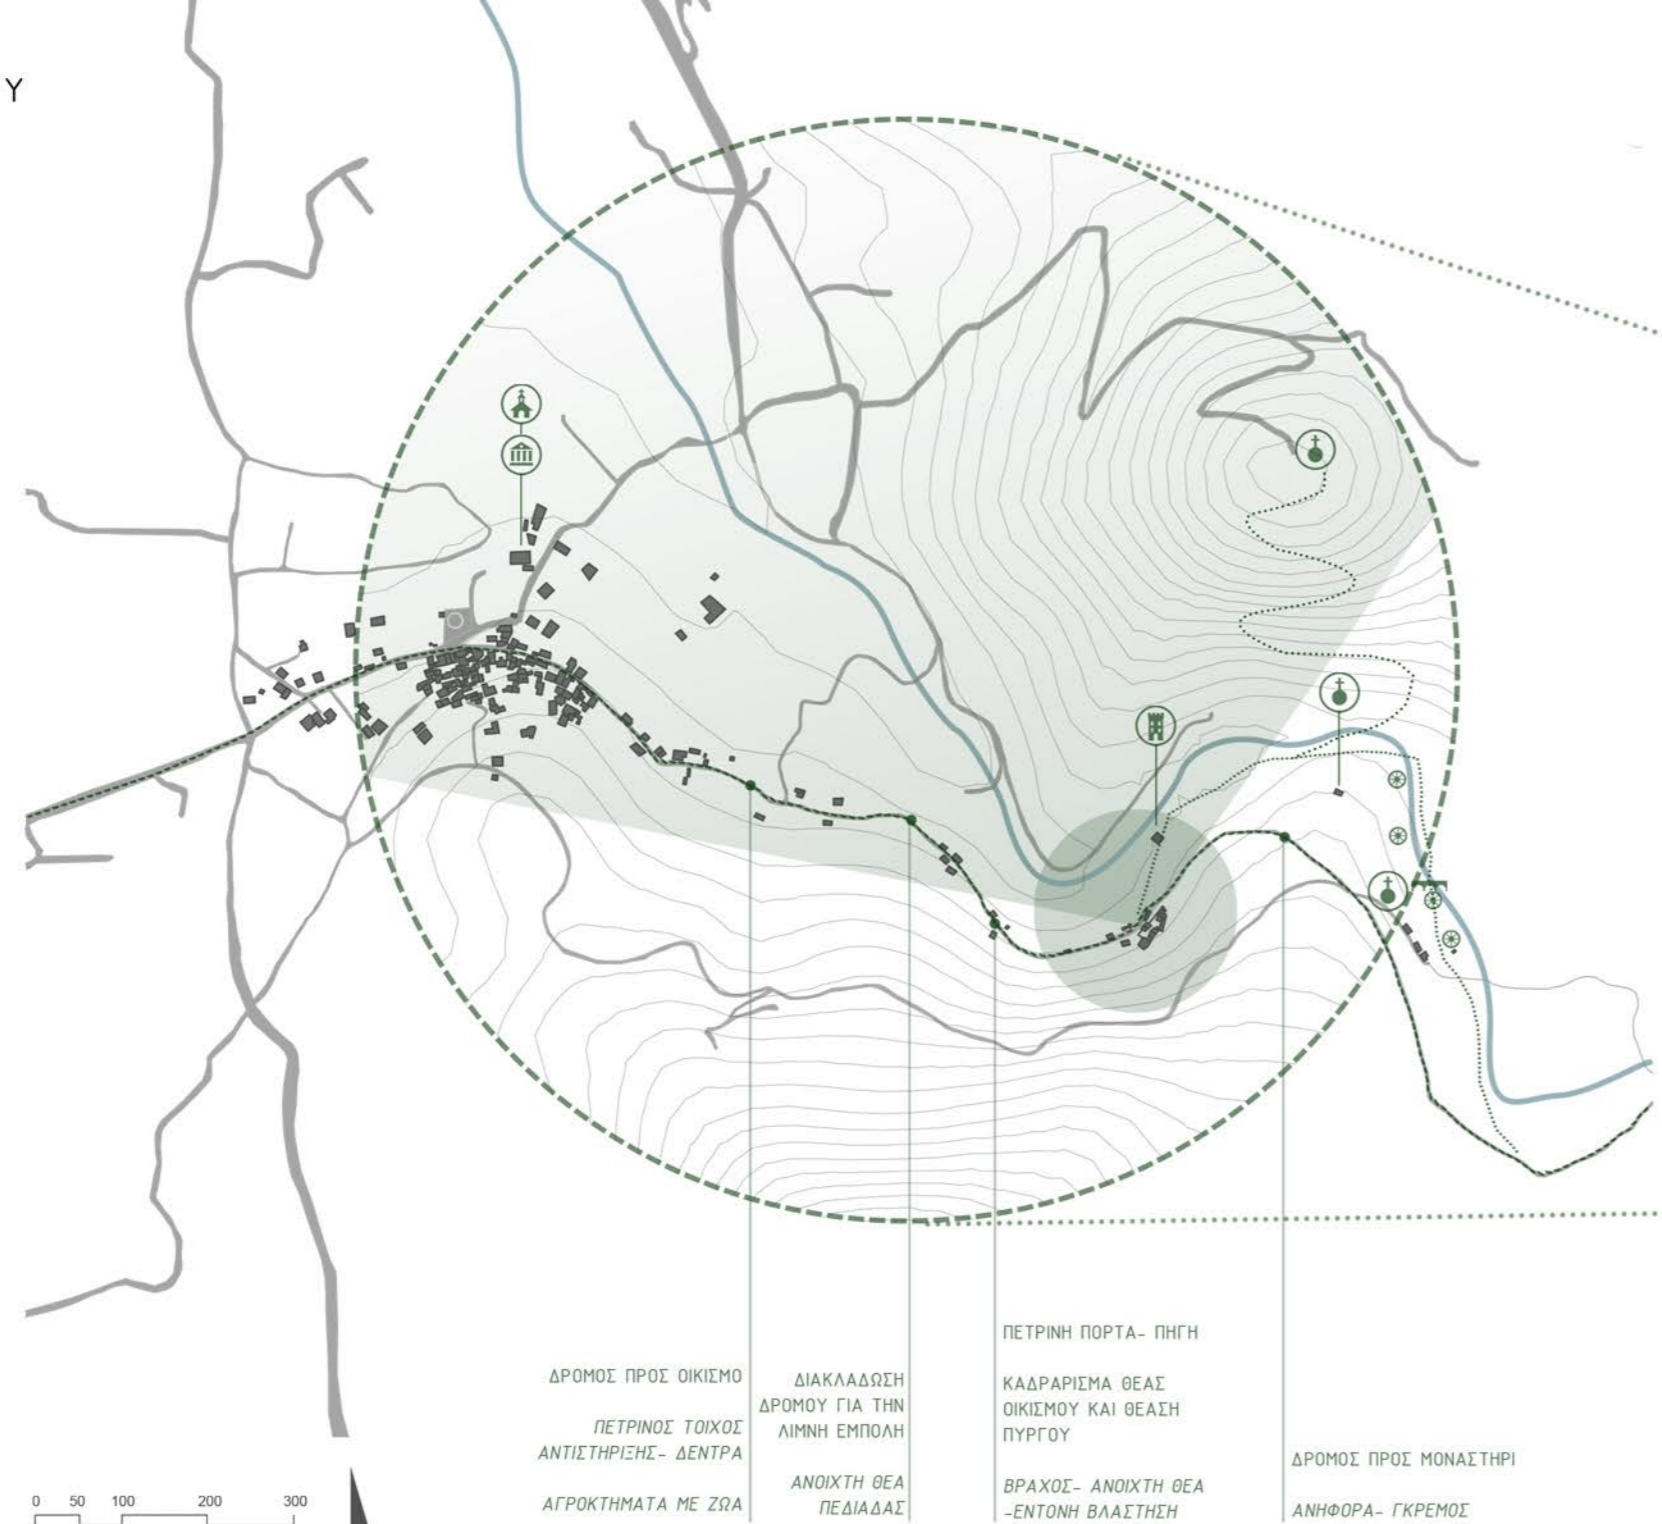 Υ
ΔΡΟΜΟΣ ΠΡΟΣ ΟΙΚΙΣΜΟ
ΠΕΤΡΙΝΟΣ ΤΟΙΧΟΣ
ΑΝΤΙΣΤΗΡΙΞΗΣ- ΔΕΝΤΡΑ
ΑΓΡΟΚΤΗΜΑΤΑ ΜΕ ΖΩΑ
ΔΙΑΚΛΑΔΩΣΗ
ΔΡΟΜΟΥ ΓΙΑ ΤΗΝ
ΛΙΜΝΗ ΕΜΠΟΛΗ
ΑΝΟΙΧΤΗ ΘΕΑ
ΠΕΔΙΑΔΑΣ
ΠΕΤΡΙΝΗ ΠΟΡΤΑ- ΠΗΓΗ
ΚΑΔΡΑΡΙΣΜΑ ΘΕΑΣ
ΟΙΚΙΣΜΟΥ ΚΑΙ ΘΕΑΣΗ
ΠΥΡΓΟΥ
ΒΡΑΧΟΣ- ΑΝΟΙΧΤΗ ΘΕΑ
-ΕΝΤΟΝΗ ΒΛΑΣΤΗΣΗ
ΔΡΟΜΟΣ ΠΡΟΣ ΜΟΝΑΣΤΗΡΙ
ΑΝΗΦΟΡΑ- ΓΚΡΕΜΟΣ
0 50 100 200 300